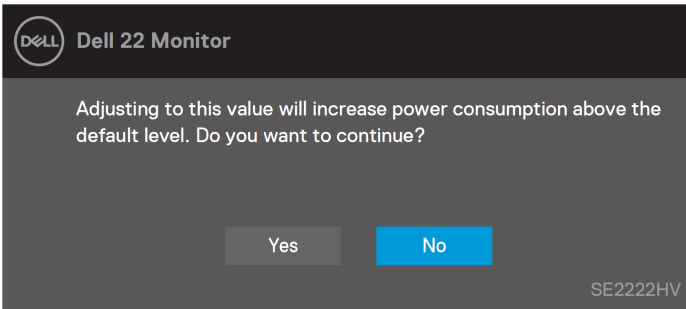 DELL
Dell 22 Monitor
Adjusting to this value will increase power consumption above the
default level. Do you want to continue?
Yes
No
SE2222HV